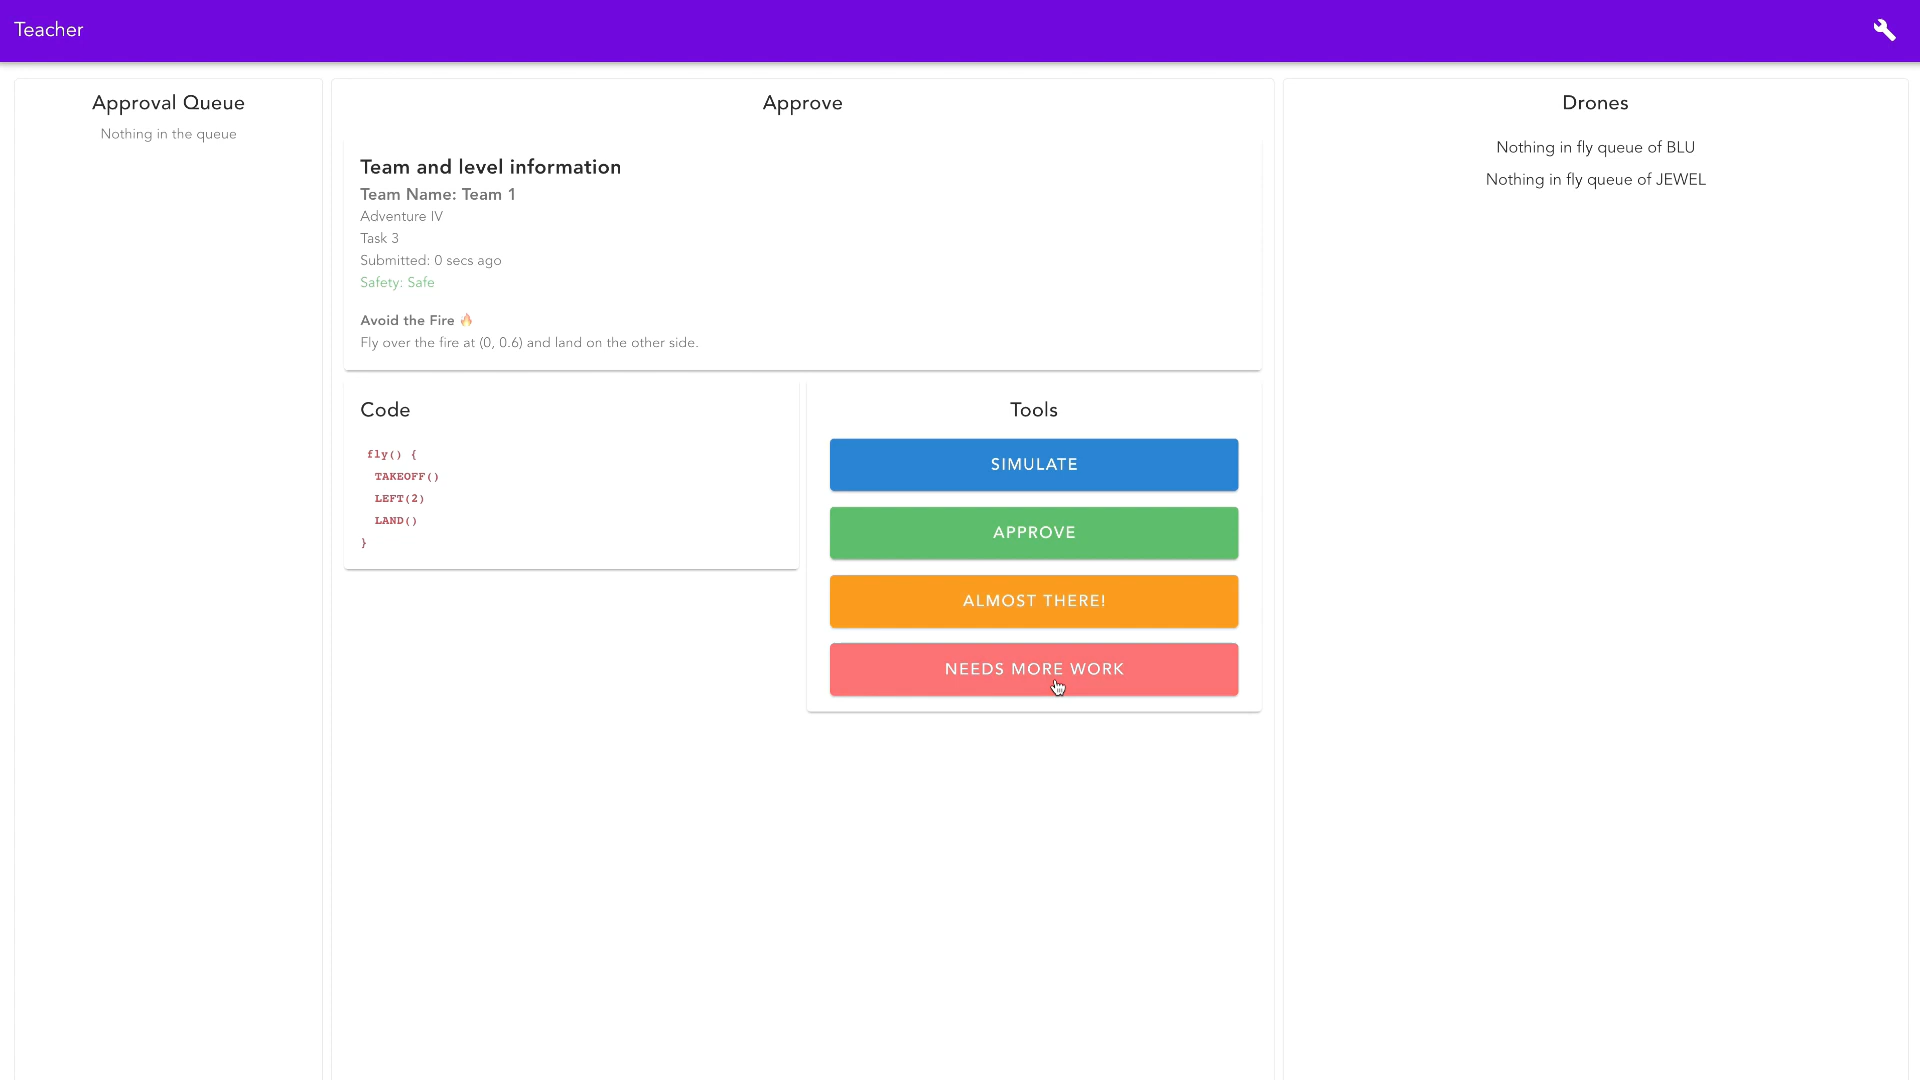 Teacher
Approval Queue
Nothing in the queue
Approve
Team and level information
Team Name: Team 1
Adventure IV
Task 3
Submitted: 0 secs ago
Safety: Safe
Avoid the Fire 🔥
Fly over the fire at (0, 0.6) and land on the other side.
Code
fly() {
TAKEOFF()
LEFT(2)
LAND()
}
Tools
SIMULATE
APPROVE
ALMOST THERE!
NEEDS MORE WORK
Drones
Nothing in fly queue of BLU
Nothing in fly queue of JEWEL